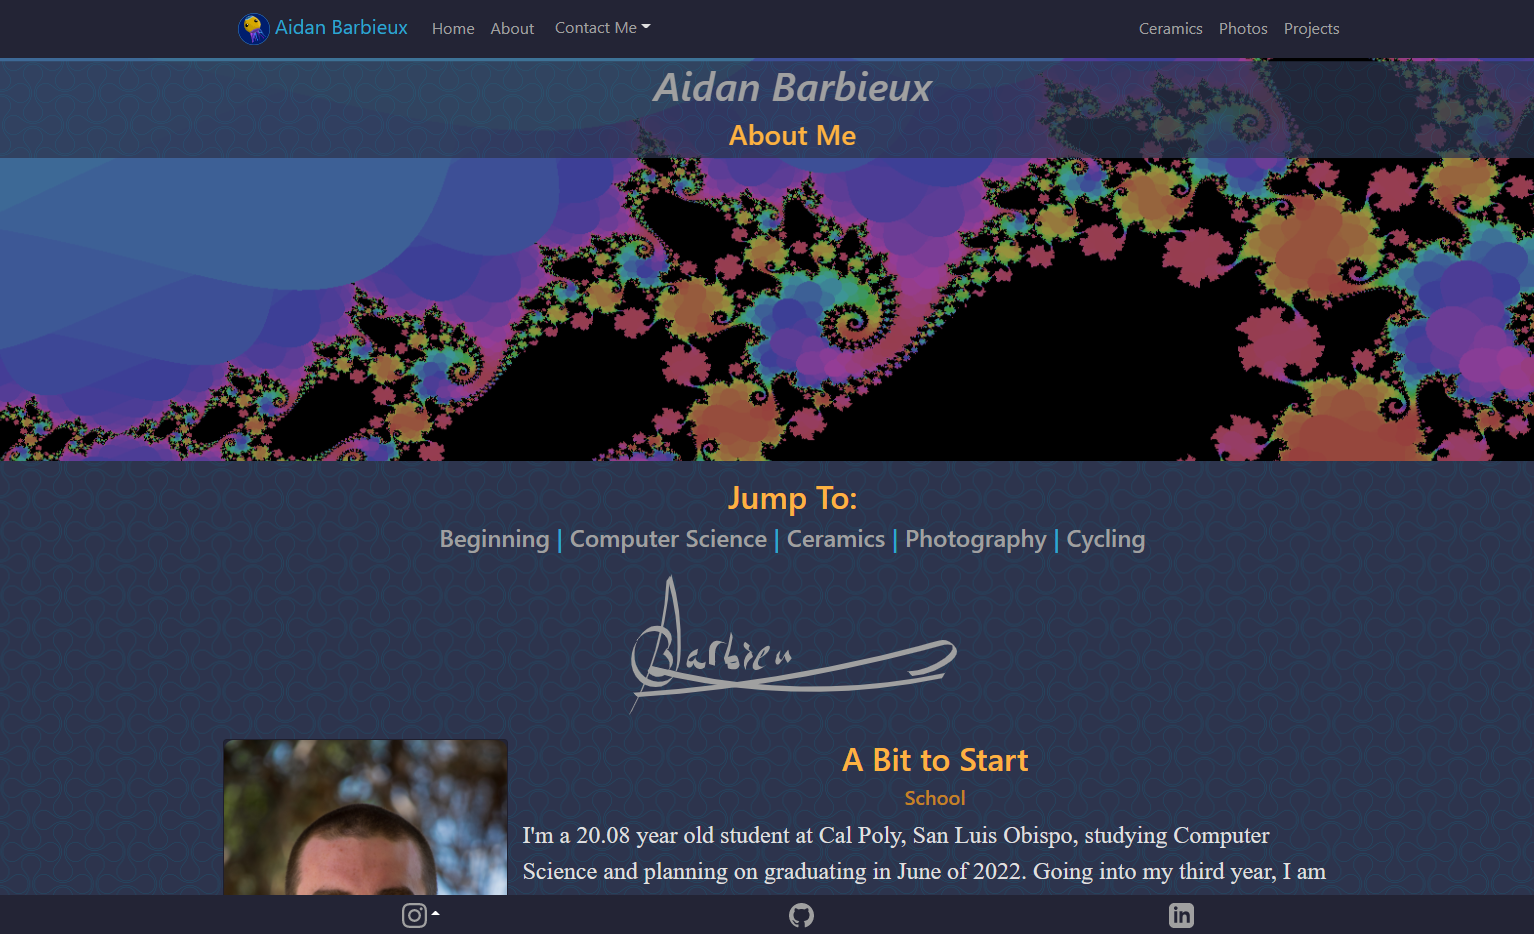 Aidan Barbieux Home About Contact Me Ceramics Photos Projects
Aidan Barbieux
About Me
Jump To:
Beginning | Computer Science | Ceramics | Photography | Cycling
Barbieu
A Bit to Start
School
I'm a 20.08 year old student at Cal Poly, San Luis Obispo, studying Computer
Science and planning on graduating in June of 2022. Going into my third year, I am
in